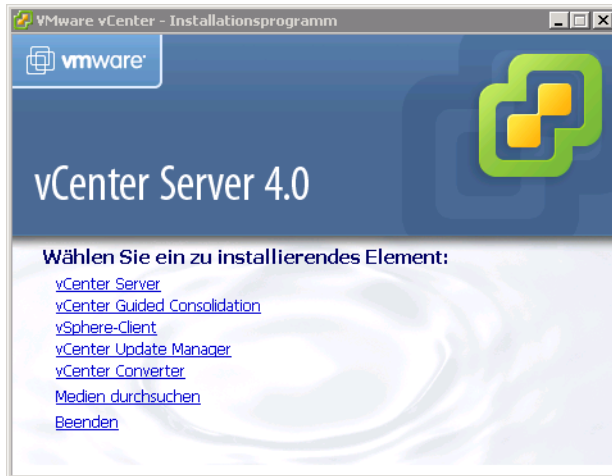 VMware vCenter - Installationsprogramm
vmware
vCenter Server 4.0
Wählen Sie ein zu installierendes Element:
vCenter Server
vCenter Guided Consolidation
vSphere-Client
vCenter Update Manager
vCenter Converter
Medien durchsuchen
Beenden